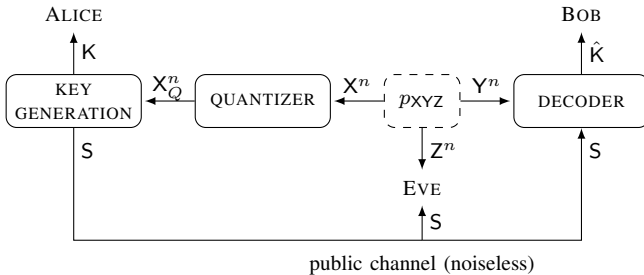 ALICE
BOB
K
K̂
KEY
GENERATION
X_Q^n
QUANTIZER
X^n
p_XYZ
Y^n
DECODER
S
Z^n
S
EVE
S
public channel (noiseless)